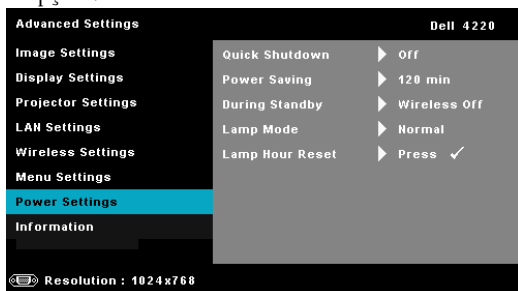 Advanced Settings Dell 4220
Image Settings Quick Shutdown Off
Display Settings Power Saving 120 min
Projector Settings During Standby Wireless Off
LAN Settings Lamp Mode Normal
Wireless Settings Lamp Hour Reset Press ✓
Menu Settings
Power Settings
Information
Resolution : 1024x768